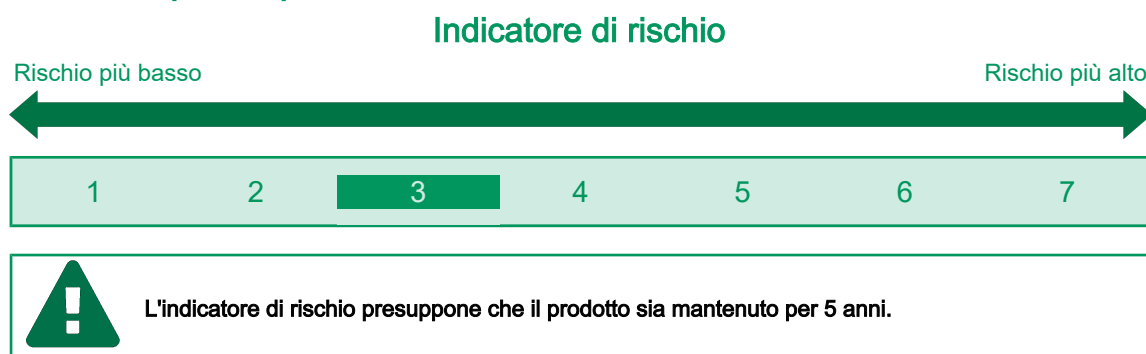 Indicatore di rischio
Rischio più basso Rischio più alto
1 2 3 4 5 6 7
L'indicatore di rischio presuppone che il prodotto sia mantenuto per 5 anni.